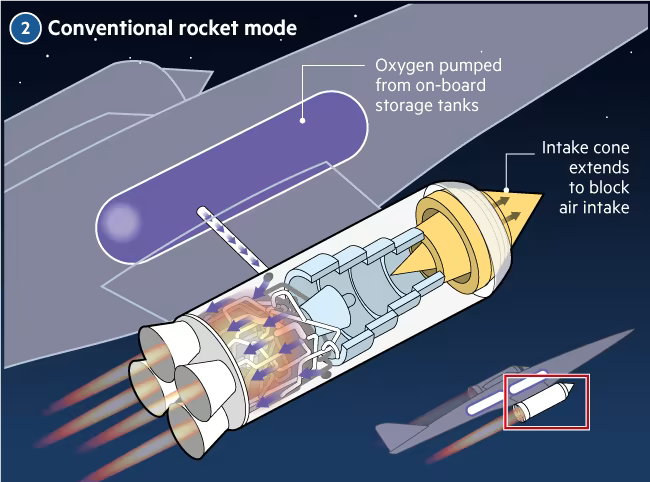 2 Conventional rocket mode
Oxygen pumped
from on-board
storage tanks
Intake cone
extends
to block
air intake